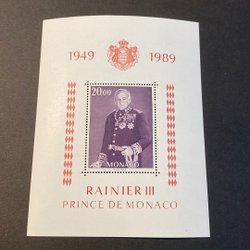 1949 1989
20.00
MONACO
RAINIER III
PRINCE DE MONACO